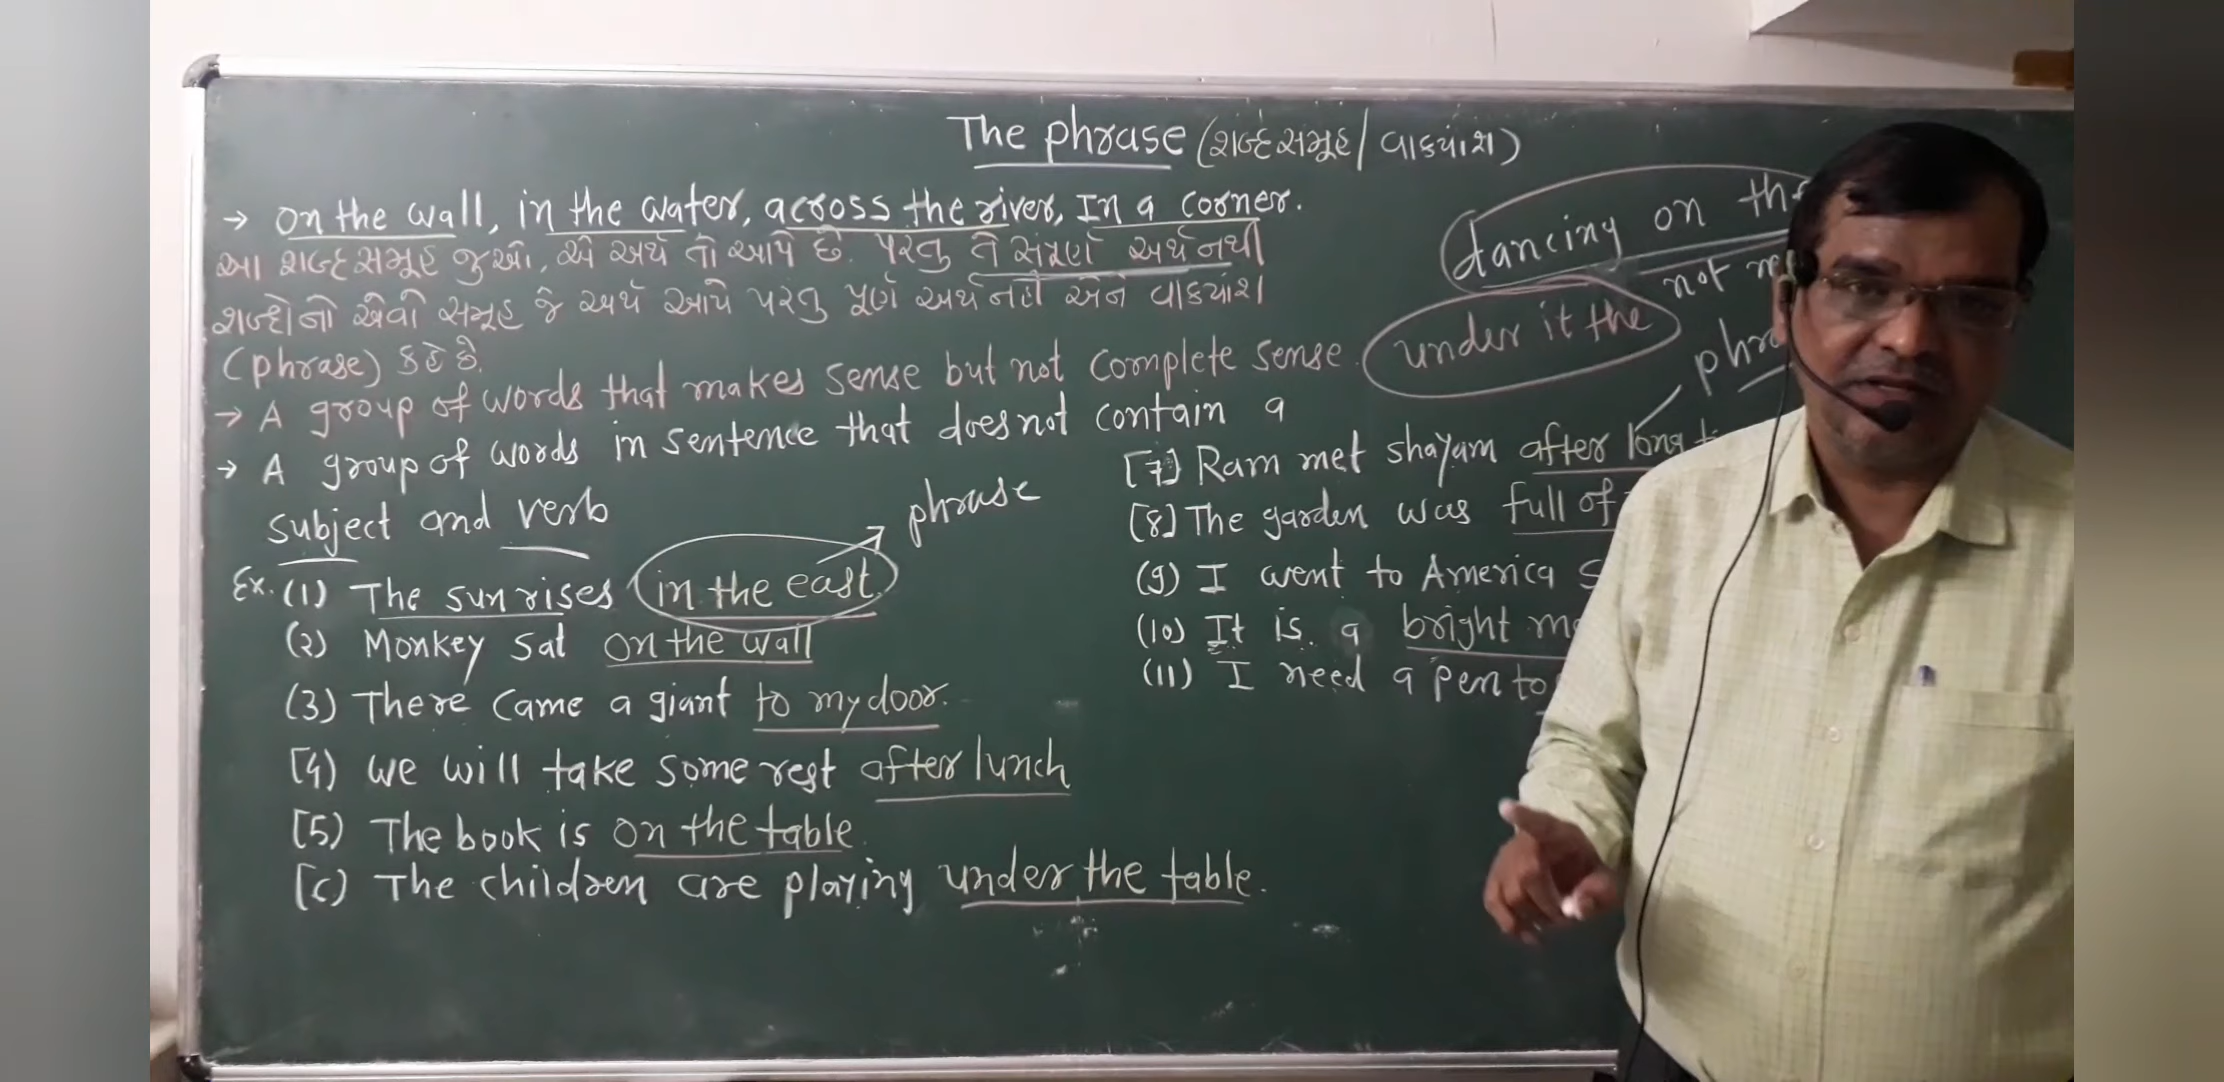 The phrase (શબ્દસમૂહ / વાક્યાંશ)
→ on the wall, in the water, across the river, In a corner.
આ શબ્દસમૂહ જુઓ, એ અર્થ તો આપે છે. પરંતુ તે સંપૂર્ણ અર્થ નથી
શબ્દોનો એવો સમૂહ જે અર્થ આપે પરંતુ પૂર્ણ અર્થ નહી એને વાક્યાંશ
(phrase) કહે છે.
→ A group of words that makes sense but not complete sense.
→ A group of words in sentence that does not contain a
subject and verb
phrase
Ex. (1) The sun rises in the east.
(2) Monkey sat on the wall
(3) There came a giant to my door.
[4) we will take some rest after lunch
[5) The book is on the table.
[૬) The children are playing under the table.
dancing on
not
under it the
[7] Ram met shayam after long
[8] The garden was full of
(9) I went to America
(10) It is a bright
(11) I need a pen to